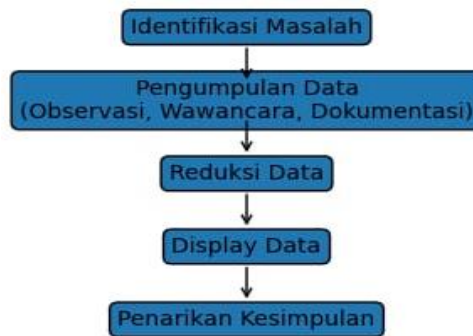 Identifikasi Masalah
Pengumpulan Data
(Observasi, Wawancara, Dokumentasi)
Reduksi Data
Display Data
Penarikan Kesimpulan